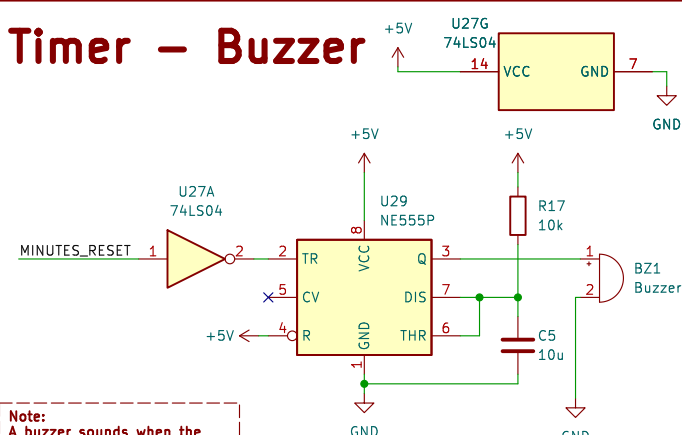 Timer – Buzzer
+5V
U27G
74LS04
14
VCC
GND
7
GND
+5V
+5V
U27A
74LS04
U29
NE555P
R17
10k
8
MINUTES_RESET
1
2
2
TR
VCC
Q
3
1
+
BZ1
Buzzer
5
CV
DIS
7
2
+5V
4
R
GND
THR
6
C5
10u
1
GND
Note:
A buzzer sounds when the